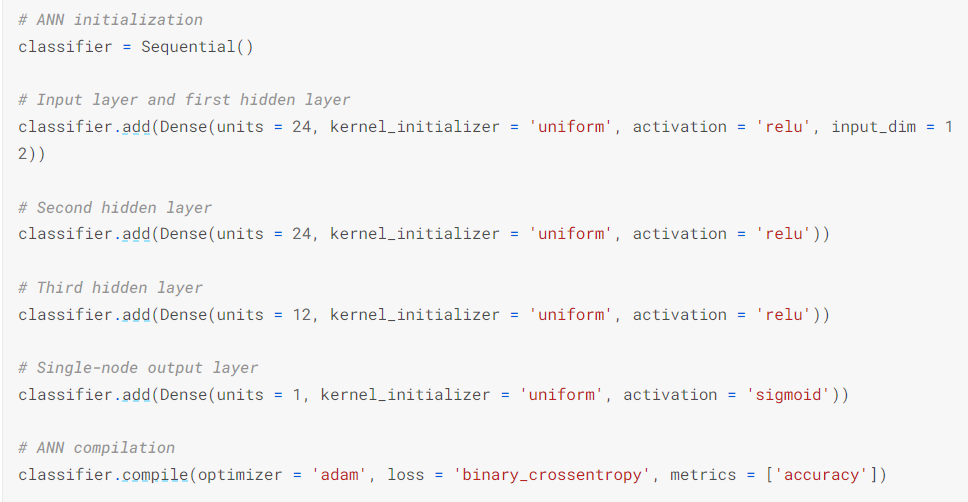 # ANN initialization
classifier = Sequential()
# Input layer and first hidden layer
classifier.add(Dense(units = 24, kernel_initializer = 'uniform', activation = 'relu', input_dim = 1
2))
# Second hidden layer
classifier.add(Dense(units = 24, kernel_initializer = 'uniform', activation = 'relu'))
# Third hidden layer
classifier.add(Dense(units = 12, kernel_initializer = 'uniform', activation = 'relu'))
# Single-node output layer
classifier.add(Dense(units = 1, kernel_initializer = 'uniform', activation = 'sigmoid'))
# ANN compilation
classifier.compile(optimizer = 'adam', loss = 'binary_crossentropy', metrics = ['accuracy'])